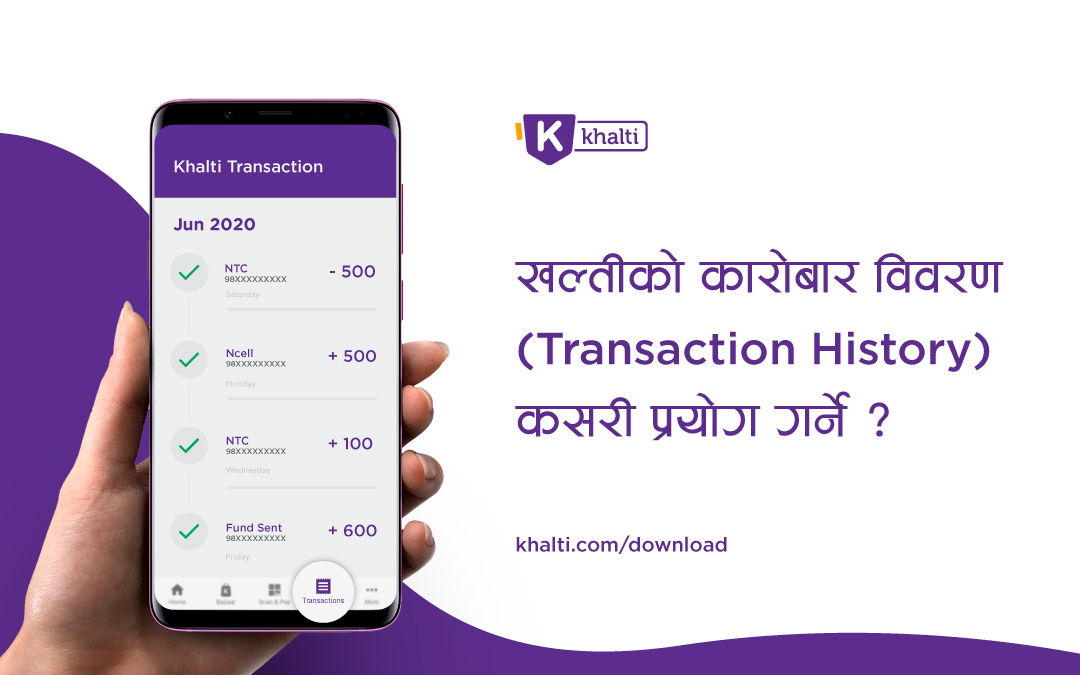 Khalti Transaction
Jun 2020
NTC
98XXXXXXXXX
- 500
Saturday
Ncell
98XXXXXXXXX
+ 500
Monday
NTC
98XXXXXXXXX
+ 100
Wednesday
Fund Sent
98XXXXXXXXX
+ 600
Friday
Home
Bazaar
Scan & Pay
Transactions
More
K khalti
खल्तीको कारोबार विवरण
(Transaction History)
कसरी प्रयोग गर्ने ?
khalti.com/download